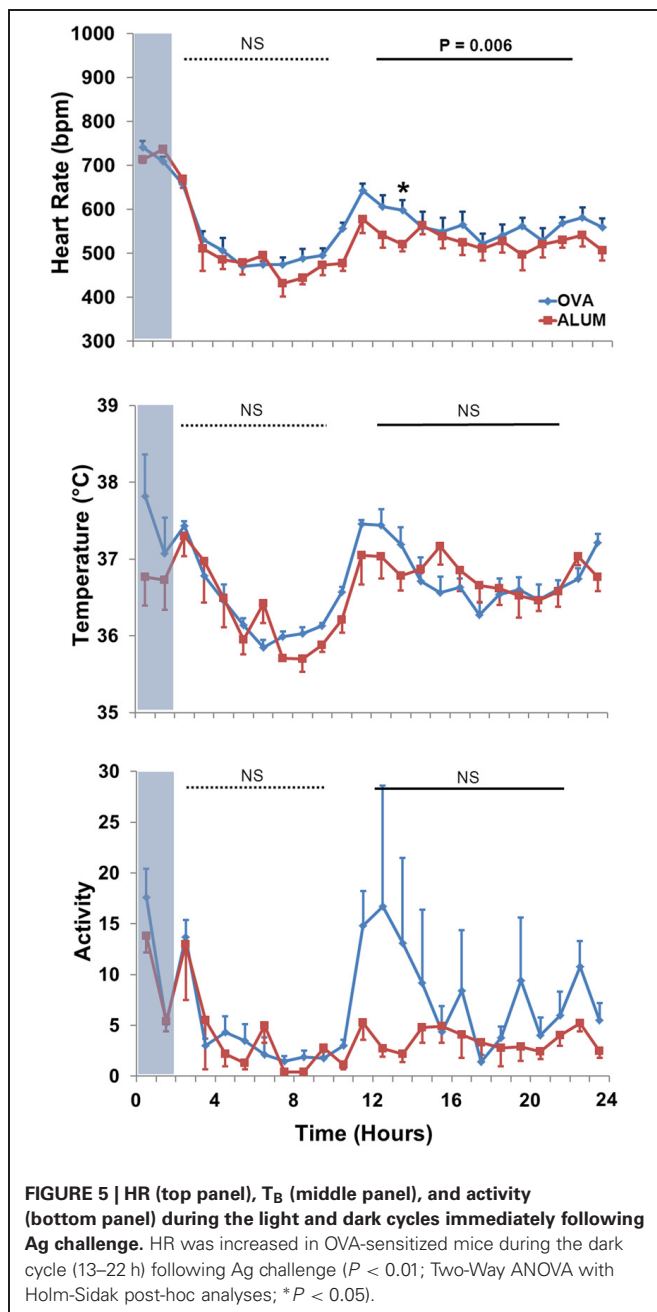 1000
900
800
700
600
500
400
300
Heart Rate (bpm)
NS
P = 0.006
*
OVA
ALUM
39
38
37
36
35
Temperature (°C)
NS
NS
30
25
20
15
10
5
0
Activity
NS
NS
0 4 8 12 16 20 24
Time (Hours)
FIGURE 5 | HR (top panel), TB (middle panel), and activity
(bottom panel) during the light and dark cycles immediately following
Ag challenge. HR was increased in OVA-sensitized mice during the dark
cycle (13–22 h) following Ag challenge (P < 0.01; Two-Way ANOVA with
Holm-Sidak post-hoc analyses; *P < 0.05).